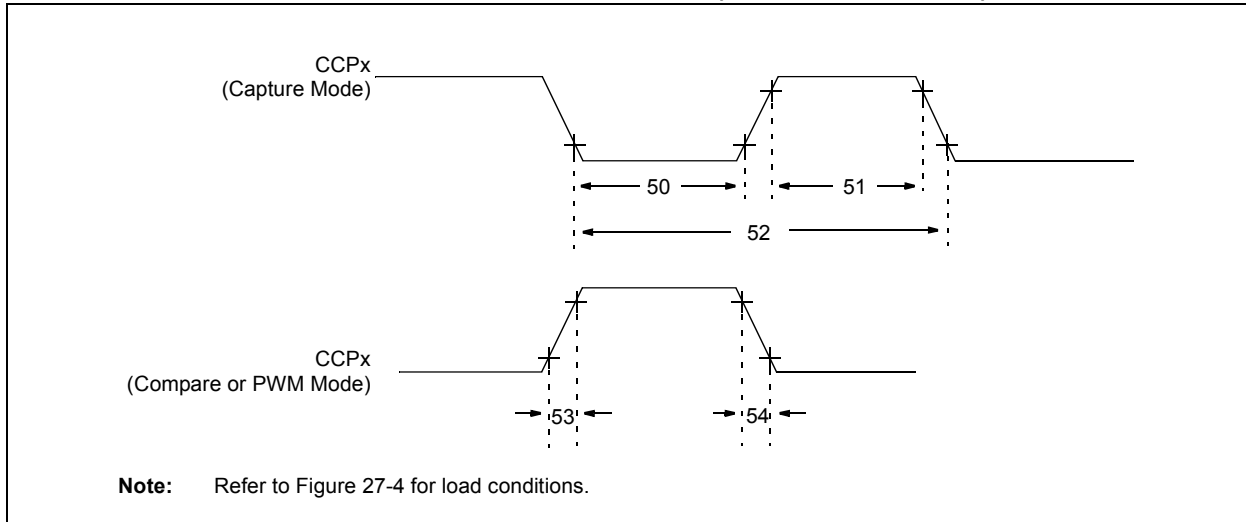 CCPx
(Capture Mode)
50
51
52
CCPx
(Compare or PWM Mode)
53
54
Note: Refer to Figure 27-4 for load conditions.